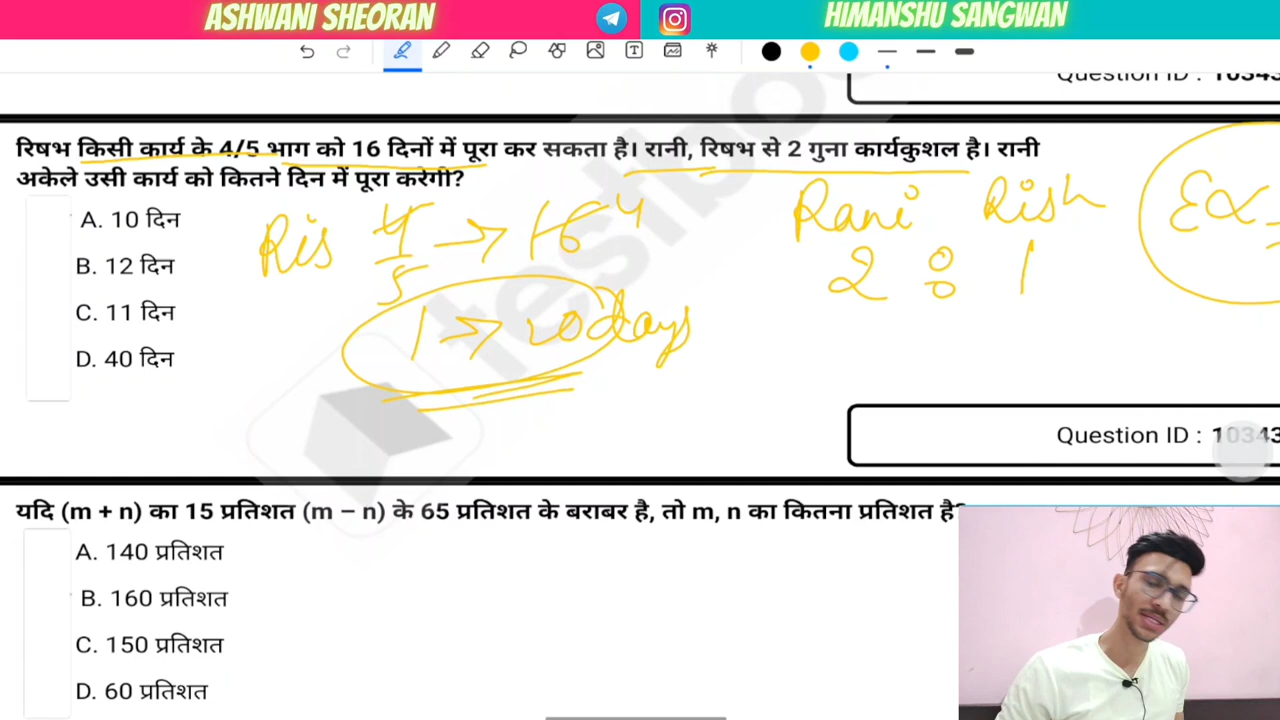 ASHWANI SHEORAN
HIMANSHU SANGWAN
Question ID : 10343
रिषभ किसी कार्य के 4/5 भाग को 16 दिनों में पूरा कर सकता है। रानी, रिषभ से 2 गुना कार्यकुशल है। रानी
अकेले उसी कार्य को कितने दिन में पूरा करेगी?
A. 10 दिन
B. 12 दिन
C. 11 दिन
D. 40 दिन
Ris 4/5 → 16 4
1 → 20 days
Rani Rish
2 : 1
Question ID : 10343
यदि (m + n) का 15 प्रतिशत (m − n) के 65 प्रतिशत के बराबर है, तो m, n का कितना प्रतिशत है?
A. 140 प्रतिशत
B. 160 प्रतिशत
C. 150 प्रतिशत
D. 60 प्रतिशत